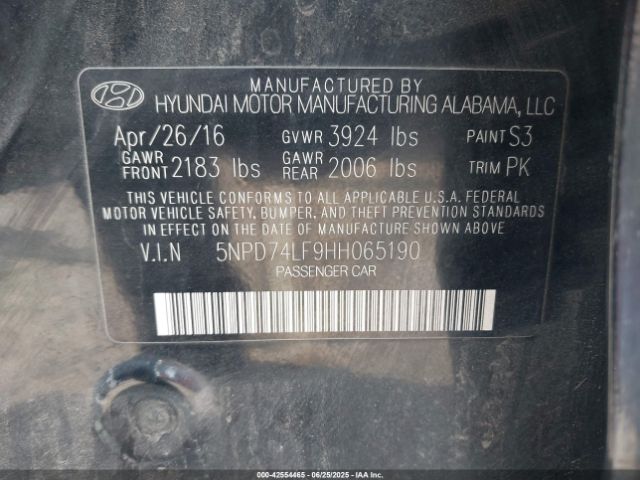 MANUFACTURED BY
HYUNDAI MOTOR MANUFACTURING ALABAMA, LLC
Apr/26/16 GVWR 3924 lbs PAINT S3
GAWR FRONT 2183 lbs GAWR REAR 2006 lbs TRIM PK
THIS VEHICLE CONFORMS TO ALL APPLICABLE U.S.A. FEDERAL
MOTOR VEHICLE SAFETY, BUMPER, AND THEFT PREVENTION STANDARDS
IN EFFECT ON THE DATE OF MANUFACTURE SHOWN ABOVE.
V.I.N 5NPD74LF9HH065190
PASSENGER CAR
000-42554465 - 06/25/2025 - IAA Inc.